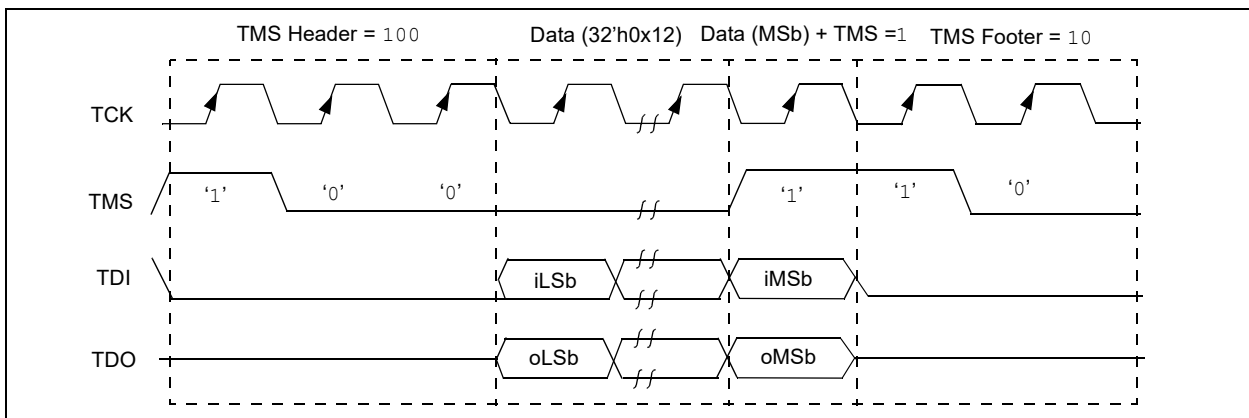 TMS Header = 100 Data (32'h0x12) Data (MSb) + TMS =1 TMS Footer = 10
TCK
TMS ‘1’ ‘0’ ‘0’ ‘1’ ‘1’ ‘0’
TDI iLSb iMSb
TDO oLSb oMSb